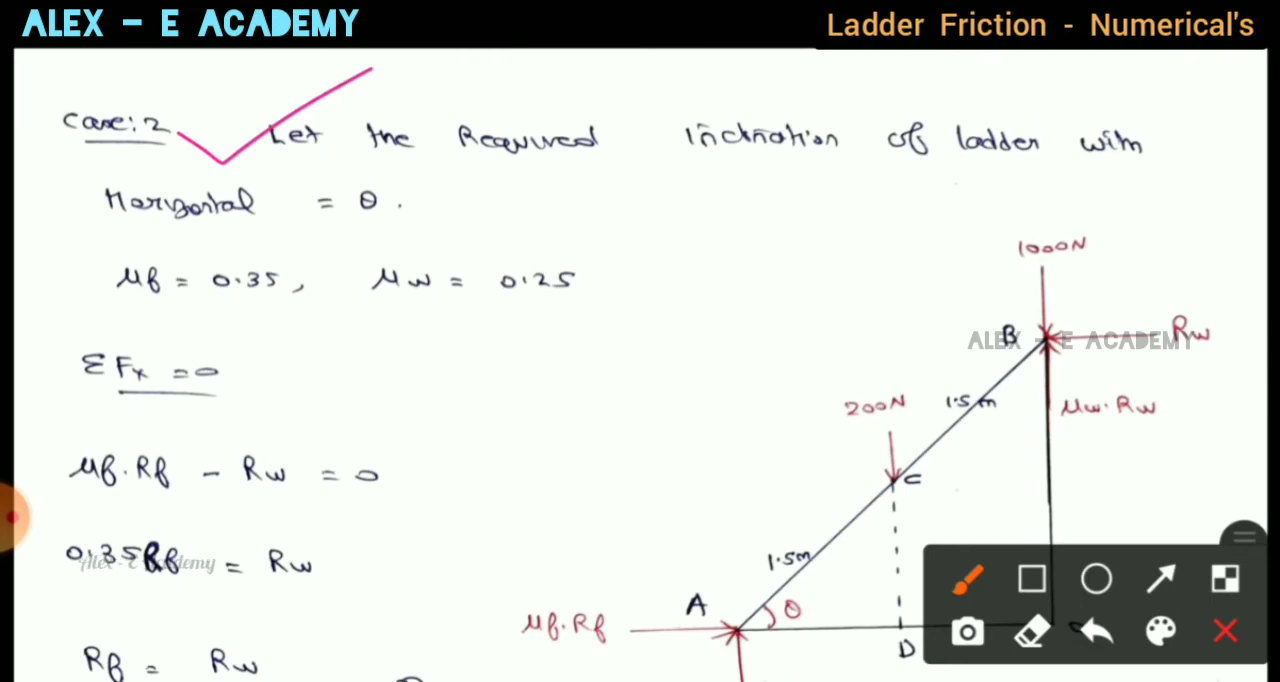 ALEX - E ACADEMY
Ladder Friction - Numerical's
Case:2 Let the Required Inclination of ladder with
Horizontal = θ.
μf = 0.35, μw = 0.25
ΣFx = 0
μf.Rf - Rw = 0
0.35Rf = Rw
Rf = Rw
1000N
B
ALEX - E ACADEMY
Rw
200N
1.5m
μw.Rw
C
Alex - E Academy
1.5m
A
θ
μf.Rf
D